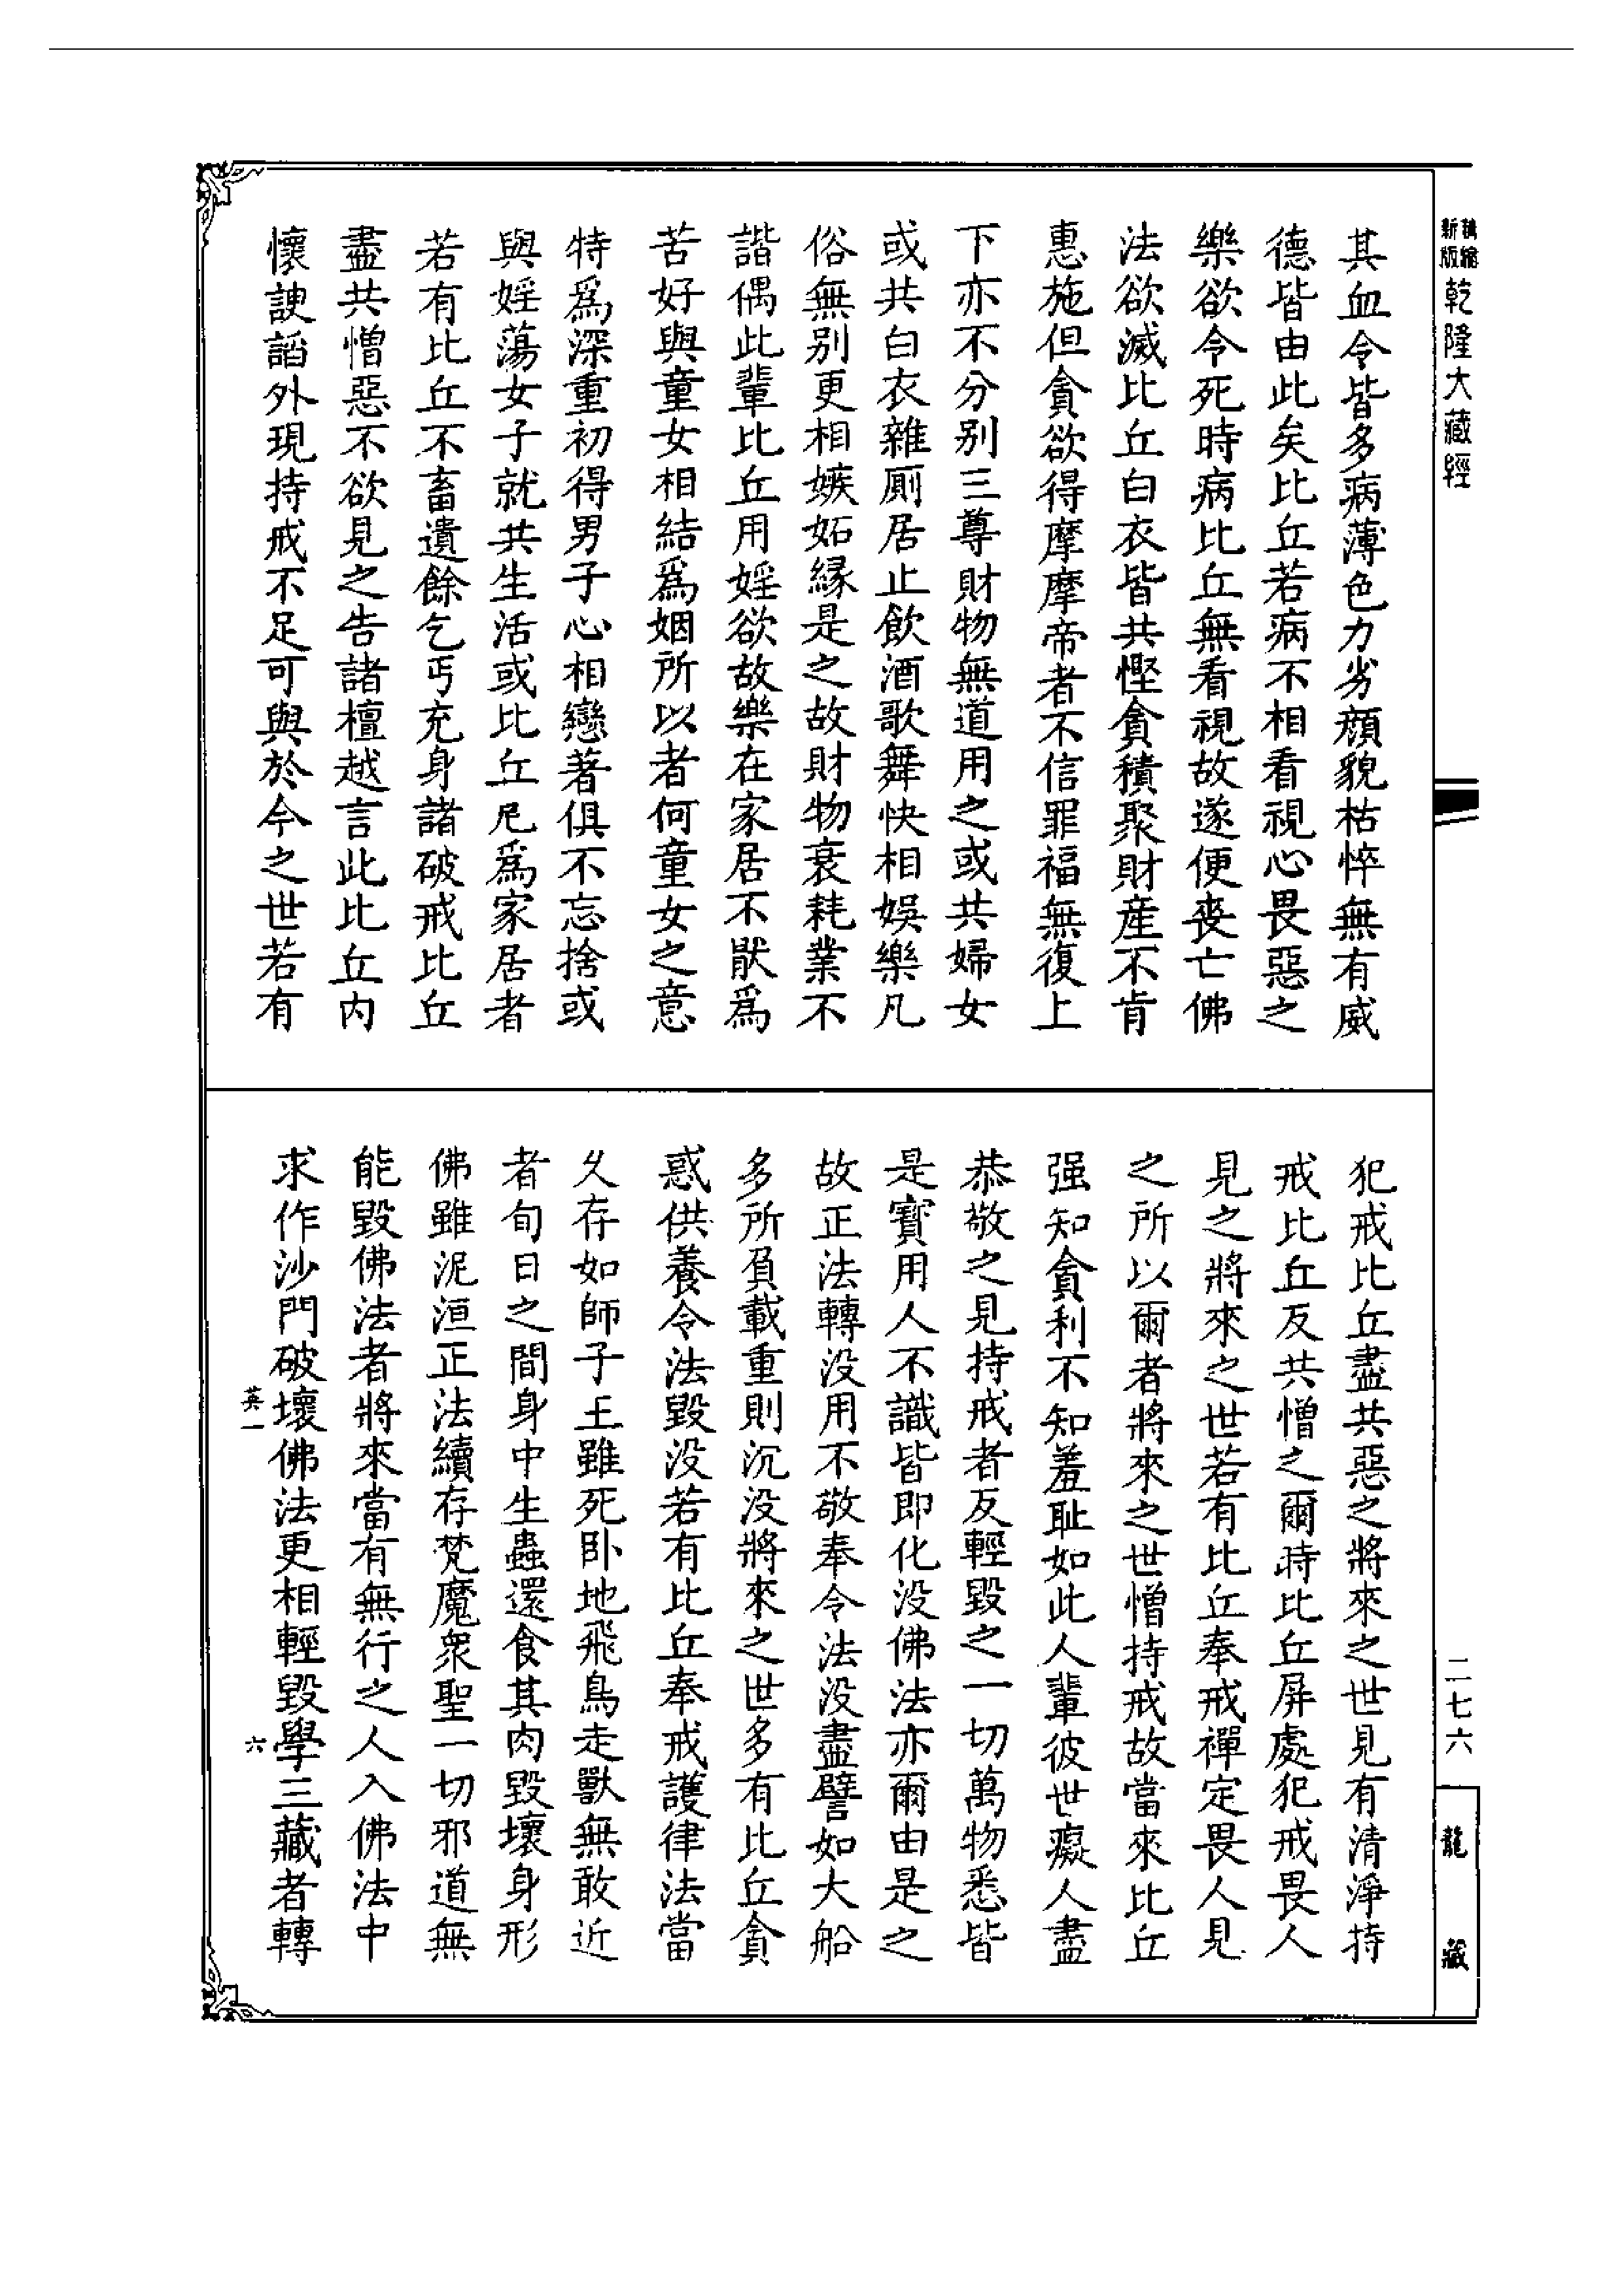 新版精縮乾隆大藏經
其血令皆多病薄色力劣顏貌枯悴無有威
德皆由此矣比丘若病不相看視心畏惡之
樂欲令死時病比丘無看視故遂便喪亡佛
法欲滅比丘白衣皆共慳貪積聚財産不肯
惠施但貪欲得摩摩帝者不信罪福無復上
下亦不分别三尊財物無道用之或共婦女
或共白衣雜厠居止飲酒歌舞快相娛樂凡
俗無别更相嫉妬緣是之故財物衰耗業不
諧偶此輩比丘用婬欲故樂在家居不猒爲
苦好與童女相結爲姻所以者何童女之意
特爲深重初得男子心相戀著俱不忘捨或
與婬蕩女子就共生活或比丘尼爲家居者
若有比丘不畜遺餘乞丐充身諸破戒比丘
盡共憎惡不欲見之告諸檀越言此比丘内
懷諛諂外現持戒不足可與於今之世若有
犯戒比丘盡共惡之將來之世見有清淨持
戒比丘反共憎之爾時比丘屏處犯戒畏人
見之將來之世若有比丘奉戒禪定畏人見
之所以爾者將來之世憎持戒故當來比丘
强知貪利不知羞耻如此人輩彼世癡人盡
恭敬之見持戒者反輕毀之一切萬物悉皆
是寶用人不識皆即化没佛法亦爾由是之
故正法轉没用不敬奉令法没盡譬如大船
多所負載重則沉没將來之世多有比丘貪
惑供養令法毀没若有比丘奉戒護律法當
久存如師子王雖死卧地飛鳥走獸無敢近
者旬日之間身中生蟲還食其肉毀壞身形
佛雖泥洹正法續存梵魔衆聖一切邪道無
能毀佛法者將來當有無行之人入佛法中
求作沙門破壞佛法更相輕毀學三藏者轉
英一
六
二七六
龍藏